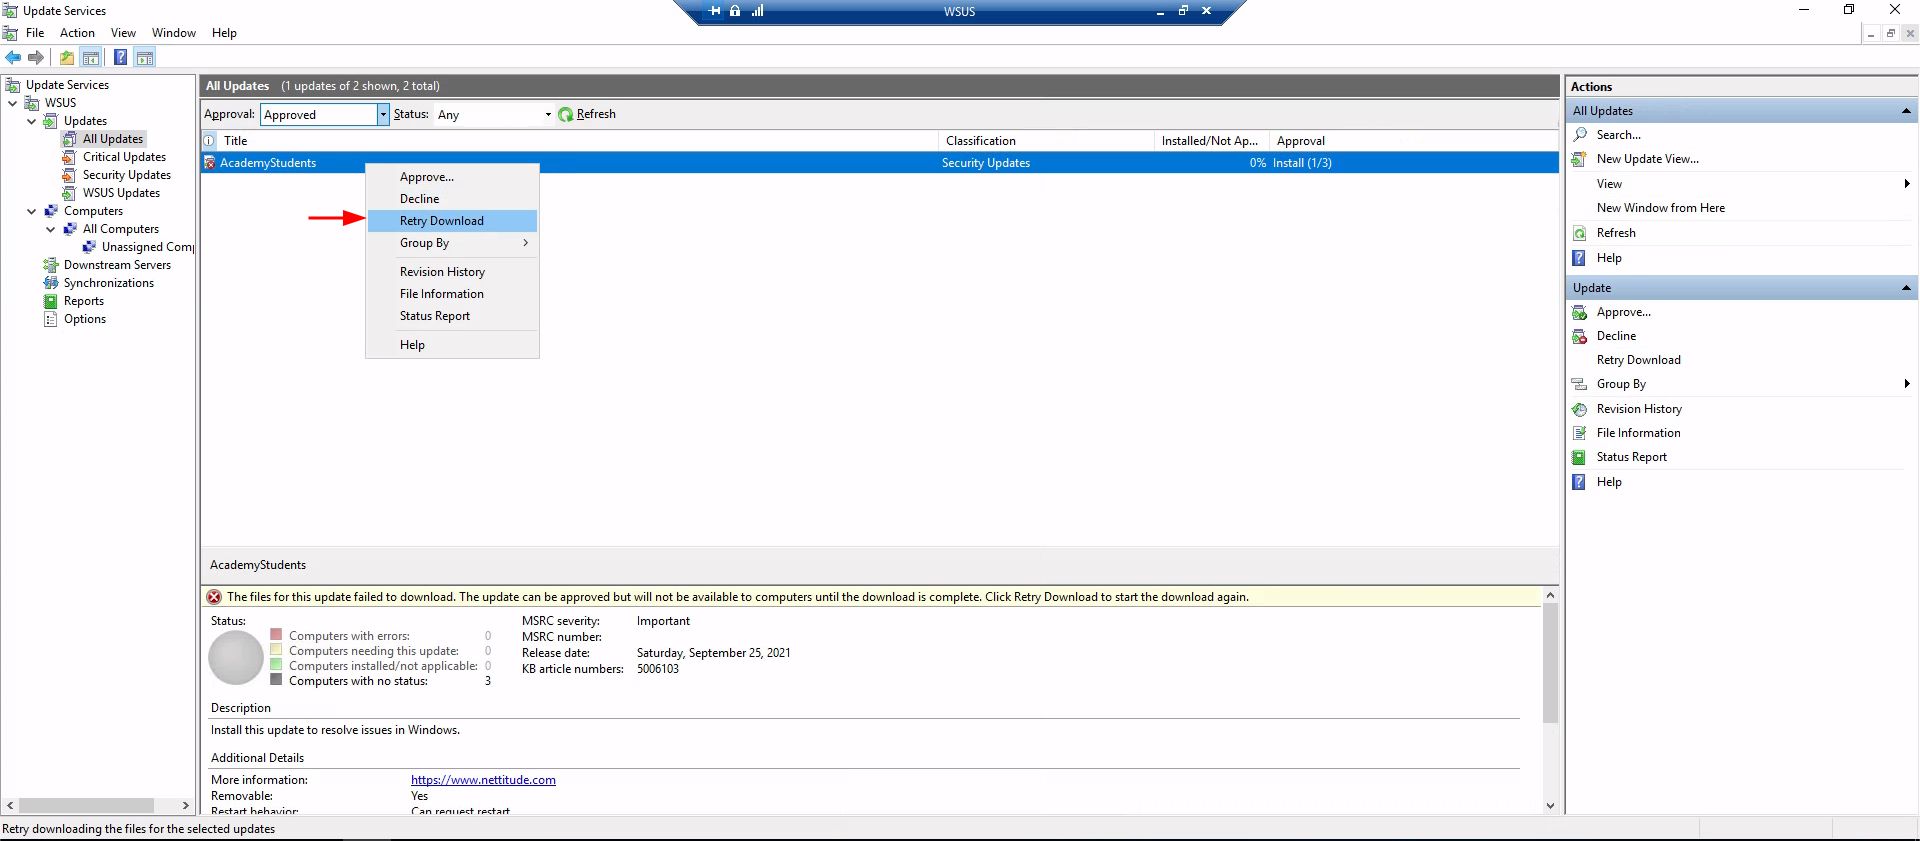 Update Services
WSUS
File Action View Window Help
Update Services
WSUS
Updates
All Updates
Critical Updates
Security Updates
WSUS Updates
Computers
All Computers
Unassigned Comp
Downstream Servers
Synchronizations
Reports
Options
All Updates (1 updates of 2 shown, 2 total)
Approval: Approved Status: Any Refresh
Title Classification Installed/Not Ap... Approval
AcademyStudents Security Updates 0% Install (1/3)
Approve...
Decline
Retry Download
Group By
Revision History
File Information
Status Report
Help
AcademyStudents
The files for this update failed to download. The update can be approved but will not be available to computers until the download is complete. Click Retry Download to start the download again.
Status:
Computers with errors: 0
Computers needing this update: 0
Computers installed/not applicable: 0
Computers with no status: 3
MSRC severity: Important
MSRC number:
Release date: Saturday, September 25, 2021
KB article numbers: 5006103
Description
Install this update to resolve issues in Windows.
Additional Details
More information: https://www.nettitude.com
Removable: Yes
Restart behavior: Can request restart
Actions
All Updates
Search...
New Update View...
View
New Window from Here
Refresh
Help
Update
Approve...
Decline
Retry Download
Group By
Revision History
File Information
Status Report
Help
Retry downloading the files for the selected updates